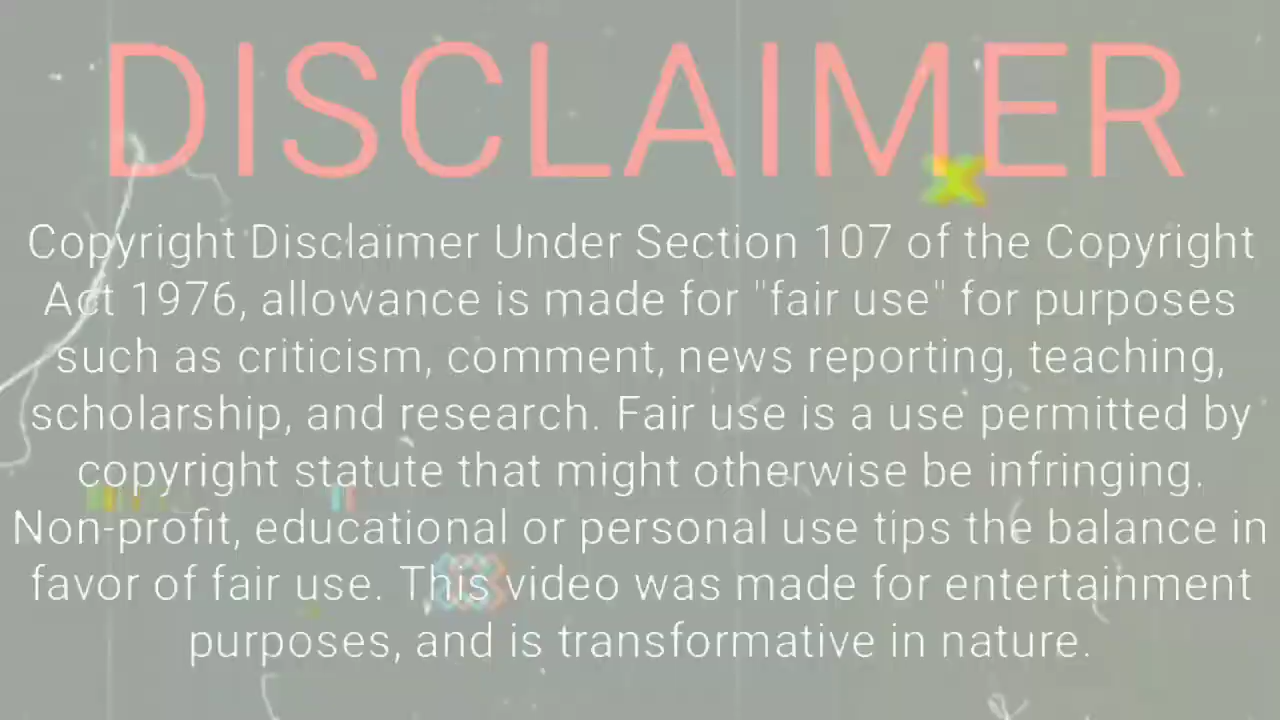 DISCLAIMER
Copyright Disclaimer Under Section 107 of the Copyright
Act 1976, allowance is made for "fair use" for purposes
such as criticism, comment, news reporting, teaching,
scholarship, and research. Fair use is a use permitted by
copyright statute that might otherwise be infringing.
Non-profit, educational or personal use tips the balance in
favor of fair use. This video was made for entertainment
purposes, and is transformative in nature.